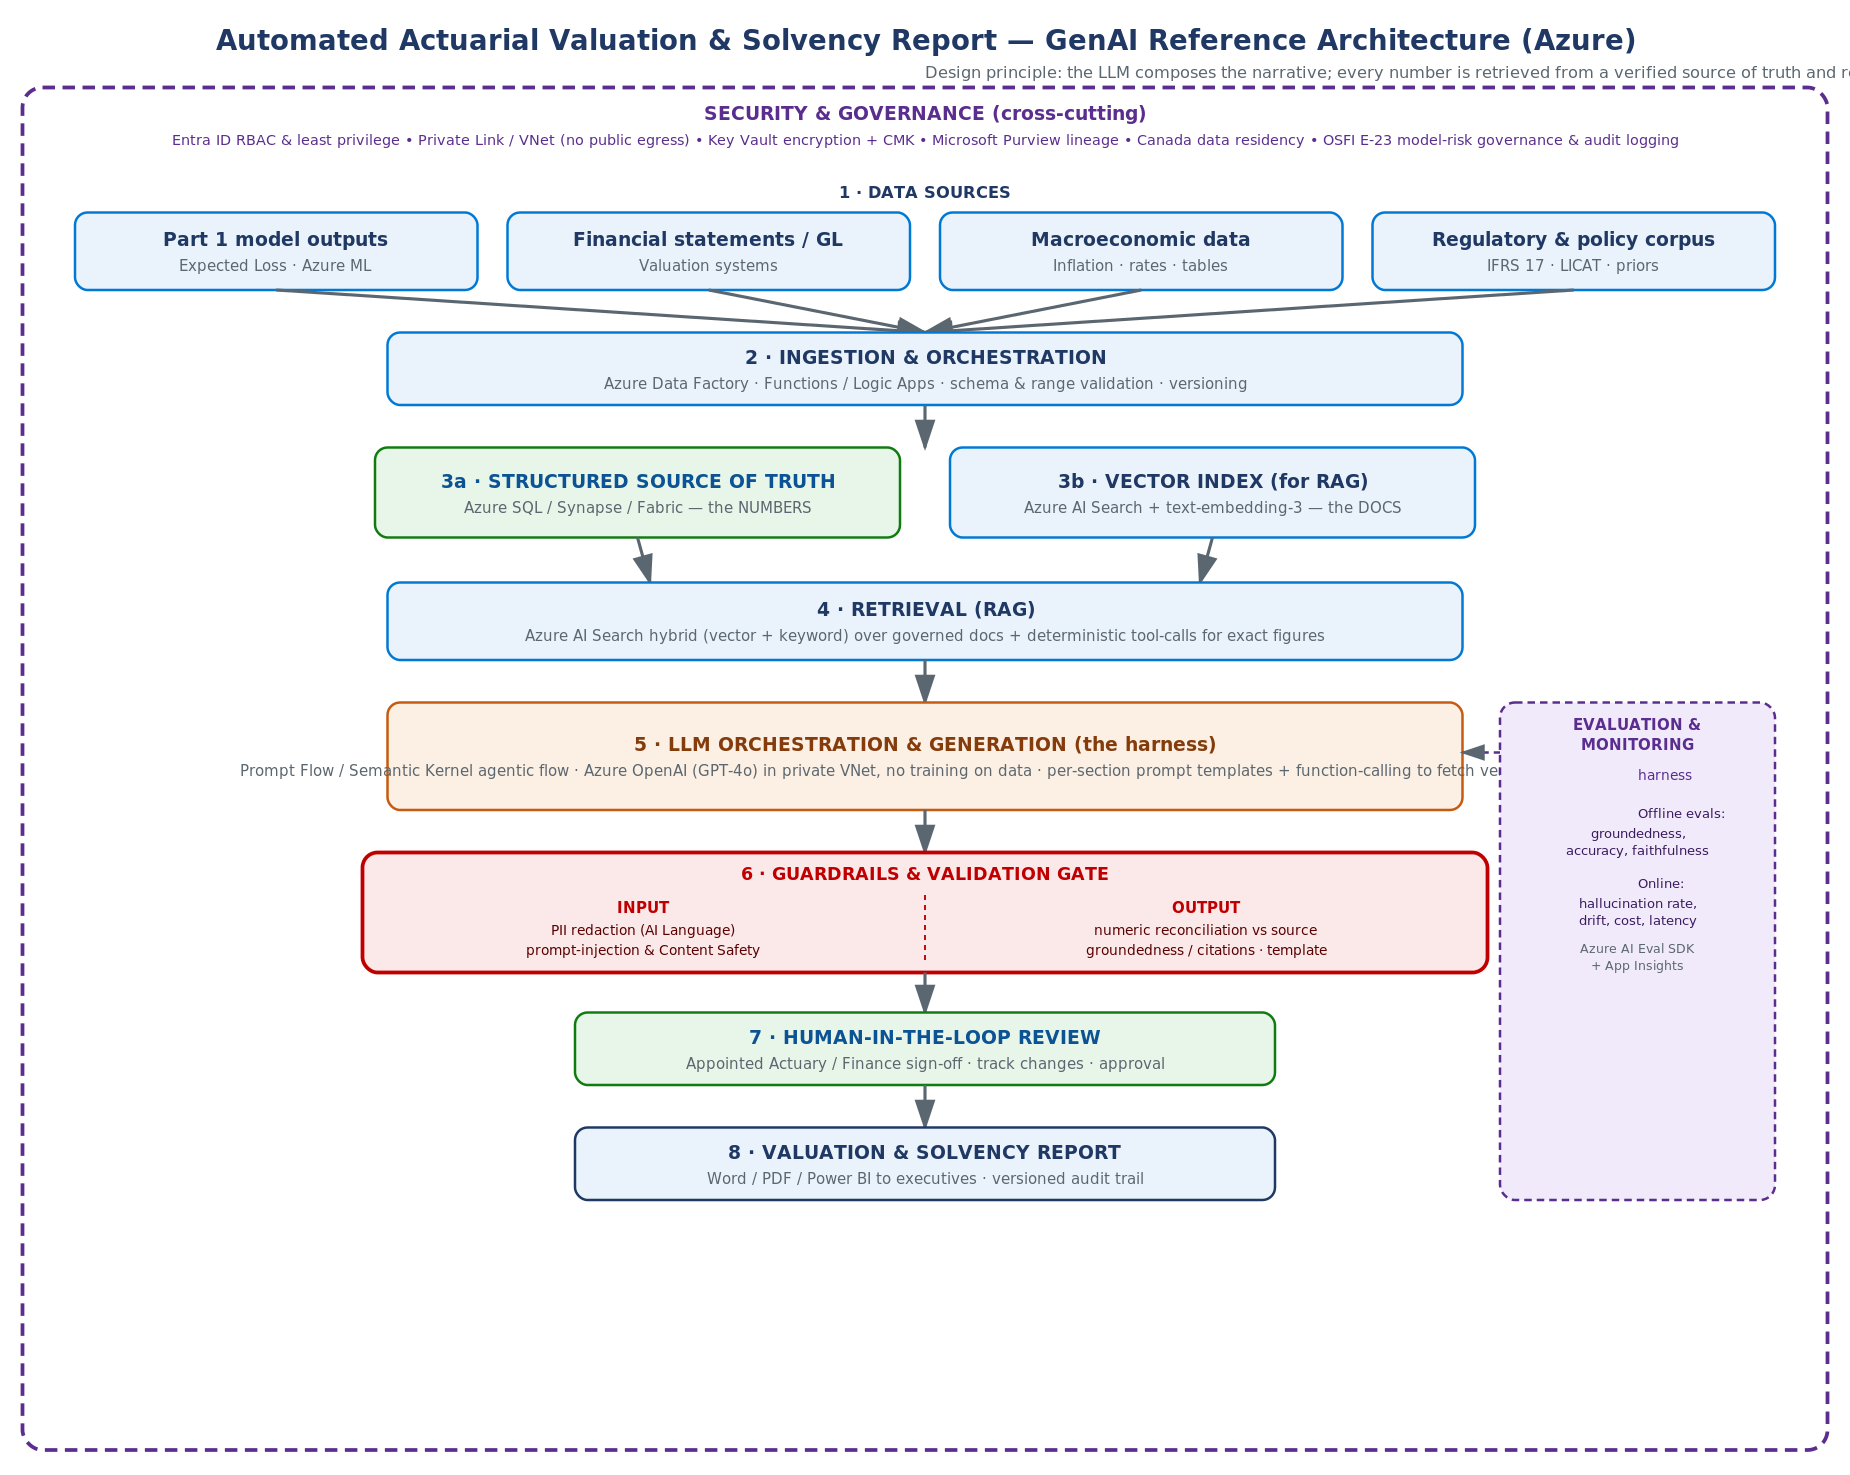 Automated Actuarial Valuation & Solvency Report — GenAI Reference Architecture (Azure)
Design principle: the LLM composes the narrative; every number is retrieved from a verified source of truth and
SECURITY & GOVERNANCE (cross-cutting)
Entra ID RBAC & least privilege • Private Link / VNet (no public egress) • Key Vault encryption + CMK • Microsoft Purview lineage • Canada data residency • OSFI E-23 model-risk governance & audit logging
1 · DATA SOURCES
Part 1 model outputs
Expected Loss · Azure ML
Financial statements / GL
Valuation systems
Macroeconomic data
Inflation · rates · tables
Regulatory & policy corpus
IFRS 17 · LICAT · priors
2 · INGESTION & ORCHESTRATION
Azure Data Factory · Functions / Logic Apps · schema & range validation · versioning
3a · STRUCTURED SOURCE OF TRUTH
Azure SQL / Synapse / Fabric — the NUMBERS
3b · VECTOR INDEX (for RAG)
Azure AI Search + text-embedding-3 — the DOCS
4 · RETRIEVAL (RAG)
Azure AI Search hybrid (vector + keyword) over governed docs + deterministic tool-calls for exact figures
5 · LLM ORCHESTRATION & GENERATION (the harness)
Prompt Flow / Semantic Kernel agentic flow · Azure OpenAI (GPT-4o) in private VNet, no training on data · per-section prompt templates + function-calling to fetch
EVALUATION &
MONITORING
harness
Offline evals:
groundedness,
accuracy, faithfulness
Online:
hallucination rate,
drift, cost, latency
Azure AI Eval SDK
+ App Insights
6 · GUARDRAILS & VALIDATION GATE
INPUT
PII redaction (AI Language)
prompt-injection & Content Safety
OUTPUT
numeric reconciliation vs source
groundedness / citations · template
7 · HUMAN-IN-THE-LOOP REVIEW
Appointed Actuary / Finance sign-off · track changes · approval
8 · VALUATION & SOLVENCY REPORT
Word / PDF / Power BI to executives · versioned audit trail